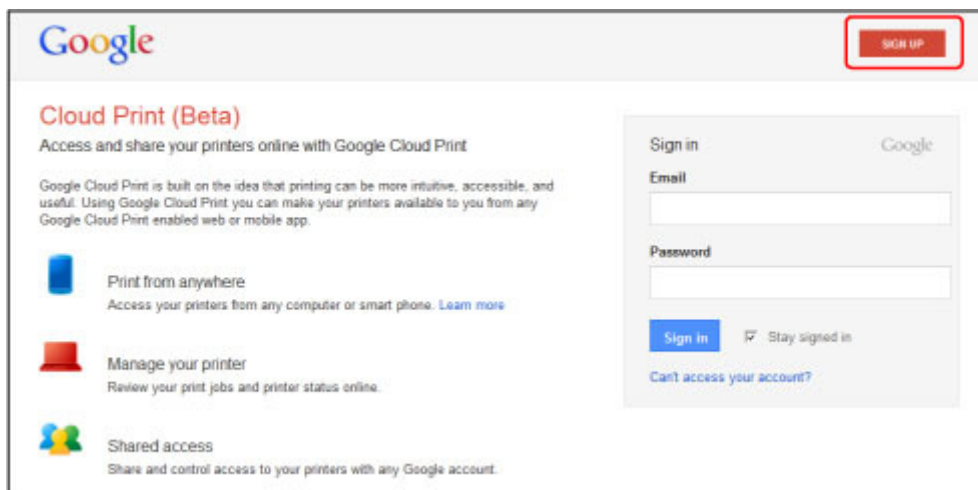 Google
SIGN UP
Cloud Print (Beta)
Access and share your printers online with Google Cloud Print
Google Cloud Print is built on the idea that printing can be more intuitive, accessible, and
useful. Using Google Cloud Print you can make your printers available to you from any
Google Cloud Print enabled web or mobile app.
Print from anywhere
Access your printers from any computer or smart phone. Learn more
Manage your printer
Review your print jobs and printer status online.
Shared access
Share and control access to your printers with any Google account.
Sign in
Google
Email
Password
Sign in
Stay signed in
Can't access your account?